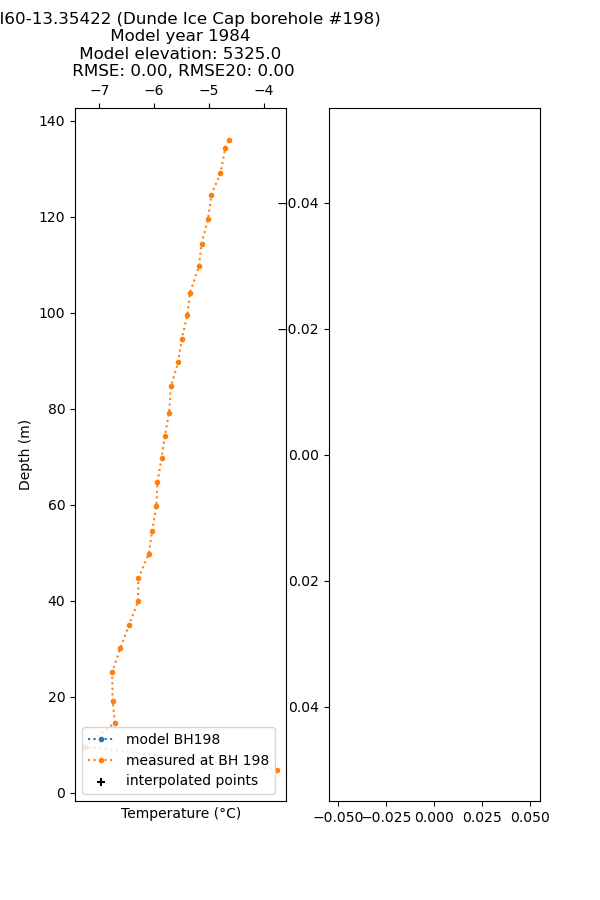 I60-13.35422 (Dunde Ice Cap borehole #198)
Model year 1984
Model elevation: 5325.0
RMSE: 0.00, RMSE20: 0.00
−7 −6 −5 −4
140
120
100
80
60
40
20
0
Depth (m)
Temperature (°C)
model BH198
measured at BH 198
interpolated points
−0.04
−0.02
0.00
0.02
0.04
−0.050 −0.025 0.000 0.025 0.050